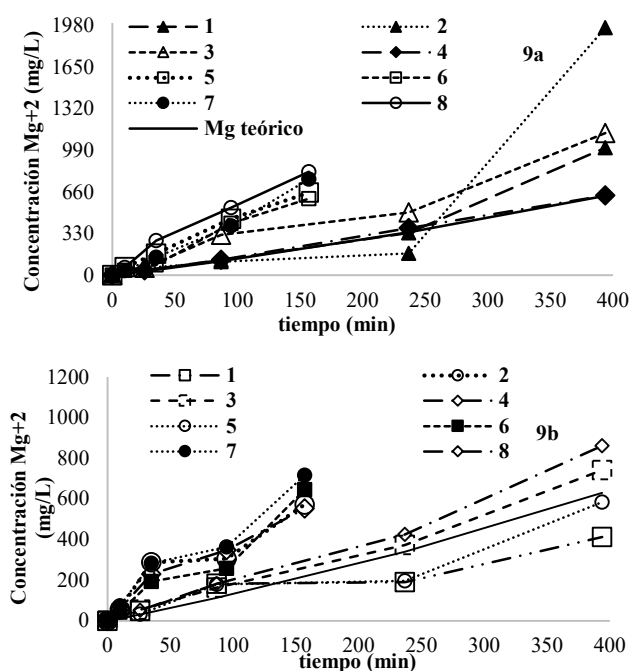 1980
1650
1320
990
660
330
0
Concentración Mg+2 (mg/L)
1 2
3 4
5 6
7 8
Mg teórico
9a
0 50 100 150 200 250 300 350 400
tiempo (min)
1200
1000
800
600
400
200
0
Concentración Mg+2
(mg/L)
1 2
3 4
5 6
7 8
9b
0 50 100 150 200 250 300 350 400
tiempo (min)